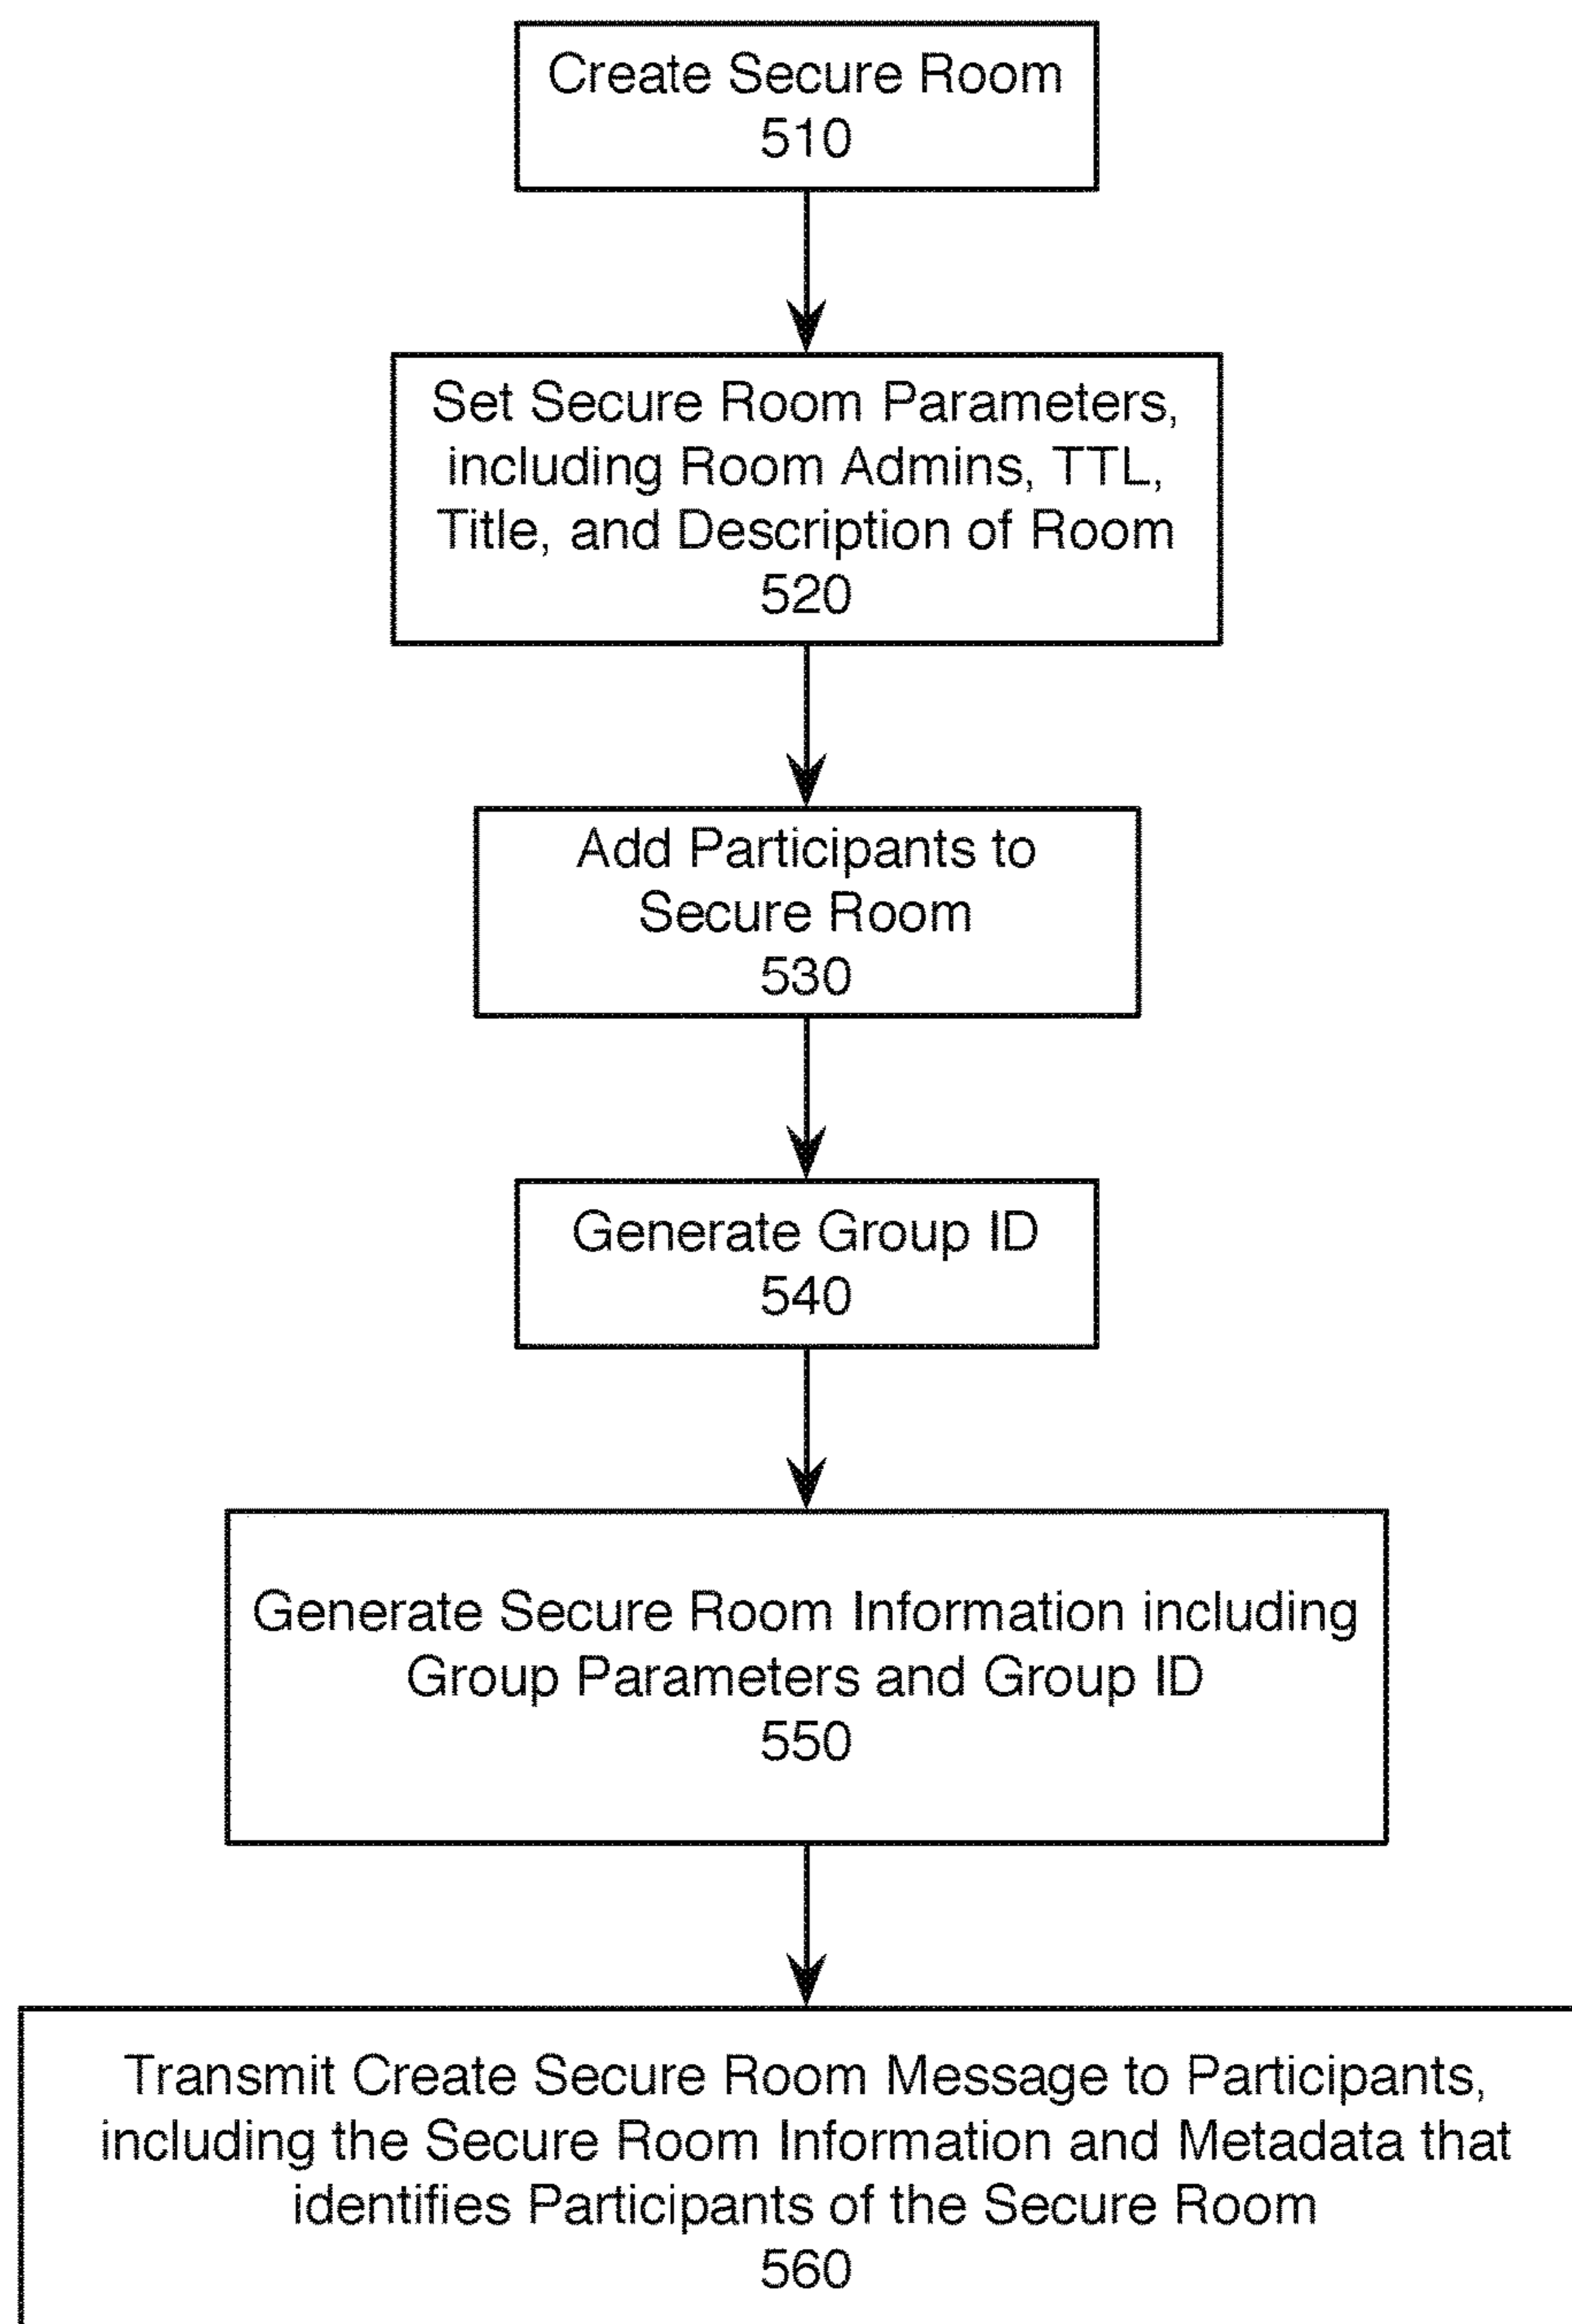 Create Secure Room
510
Set Secure Room Parameters,
including Room Admins, TTL,
Title, and Description of Room
520
Add Participants to
Secure Room
530
Generate Group ID
540
Generate Secure Room Information including
Group Parameters and Group ID
550
Transmit Create Secure Room Message to Participants,
including the Secure Room Information and Metadata that
identifies Participants of the Secure Room
560